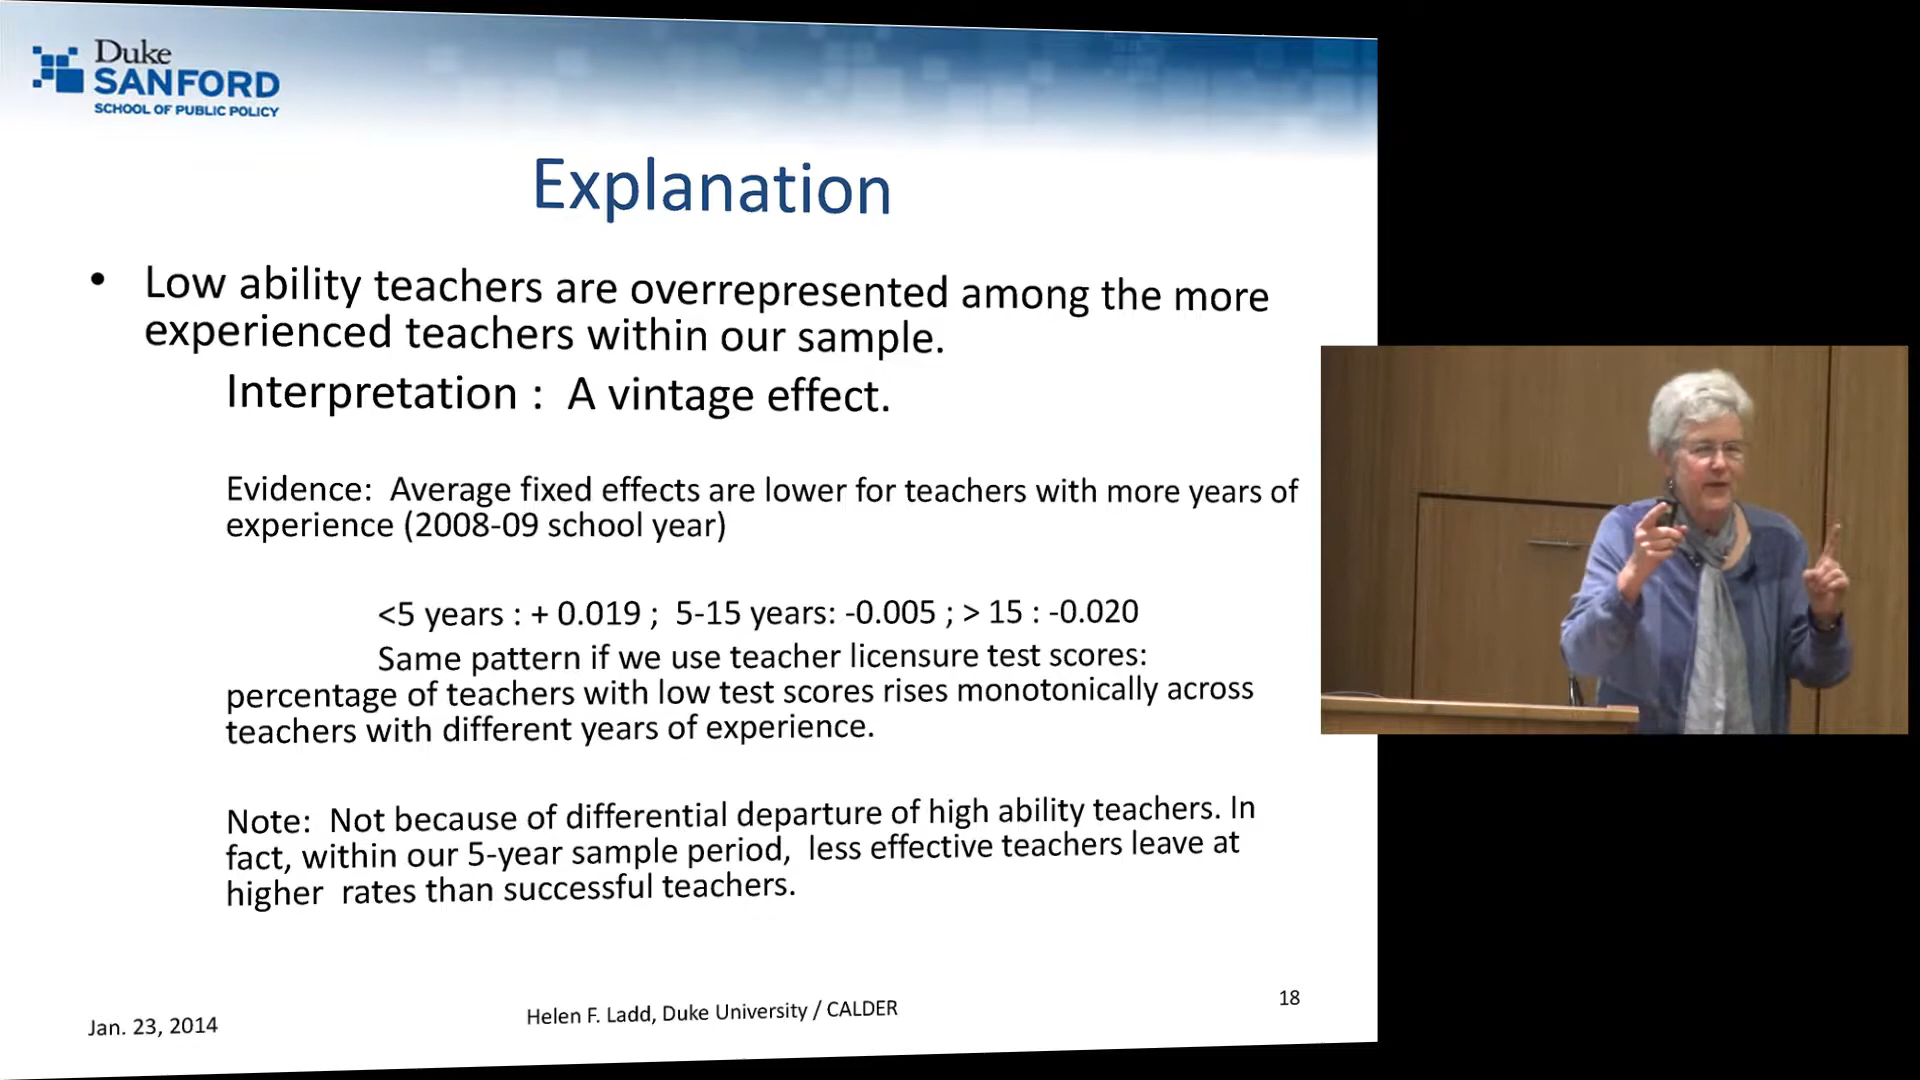 Duke
SANFORD
SCHOOL OF PUBLIC POLICY
Explanation
• Low ability teachers are overrepresented among the more
experienced teachers within our sample.
Interpretation : A vintage effect.
Evidence: Average fixed effects are lower for teachers with more years of
experience (2008-09 school year)
<5 years : + 0.019 ; 5-15 years: -0.005 ; > 15 : -0.020
Same pattern if we use teacher licensure test scores:
percentage of teachers with low test scores rises monotonically across
teachers with different years of experience.
Note: Not because of differential departure of high ability teachers. In
fact, within our 5-year sample period, less effective teachers leave at
higher rates than successful teachers.
Jan. 23, 2014
Helen F. Ladd, Duke University / CALDER
18